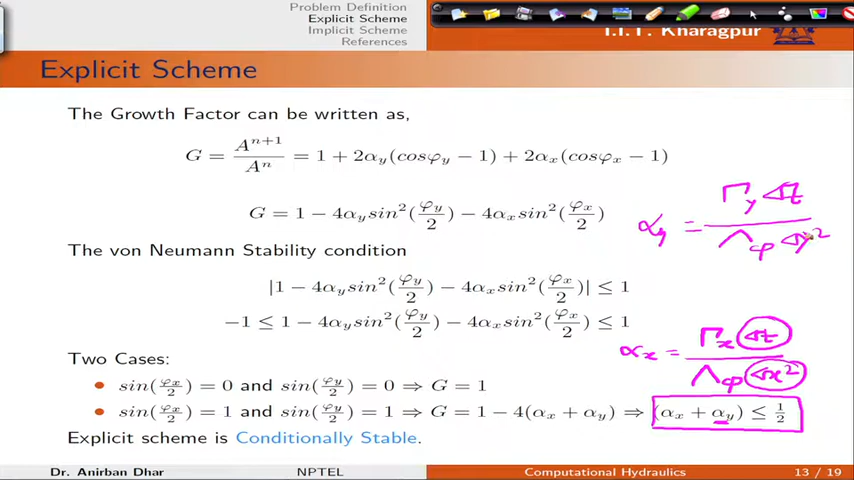 Problem Definition
Explicit Scheme
Implicit Scheme
References
I.I.T. Kharagpur
Explicit Scheme
The Growth Factor can be written as,
G = A^{n+1}/A^n = 1 + 2α_y(cosφ_y − 1) + 2α_x(cosφ_x − 1)
G = 1 − 4α_y sin²(φ_y/2) − 4α_x sin²(φ_x/2)
α_y = Γ_y Δt / Λ_φ Δy²
The von Neumann Stability condition
|1 − 4α_y sin²(φ_y/2) − 4α_x sin²(φ_x/2)| ≤ 1
−1 ≤ 1 − 4α_y sin²(φ_y/2) − 4α_x sin²(φ_x/2) ≤ 1
α_x = Γ_x Δt / Λ_φ Δx²
Two Cases:
• sin(φ_x/2) = 0 and sin(φ_y/2) = 0 ⇒ G = 1
• sin(φ_x/2) = 1 and sin(φ_y/2) = 1 ⇒ G = 1 − 4(α_x + α_y) ⇒ (α_x + α_y) ≤ 1/2
Explicit scheme is Conditionally Stable.
Dr. Anirban Dhar NPTEL Computational Hydraulics 13 / 19